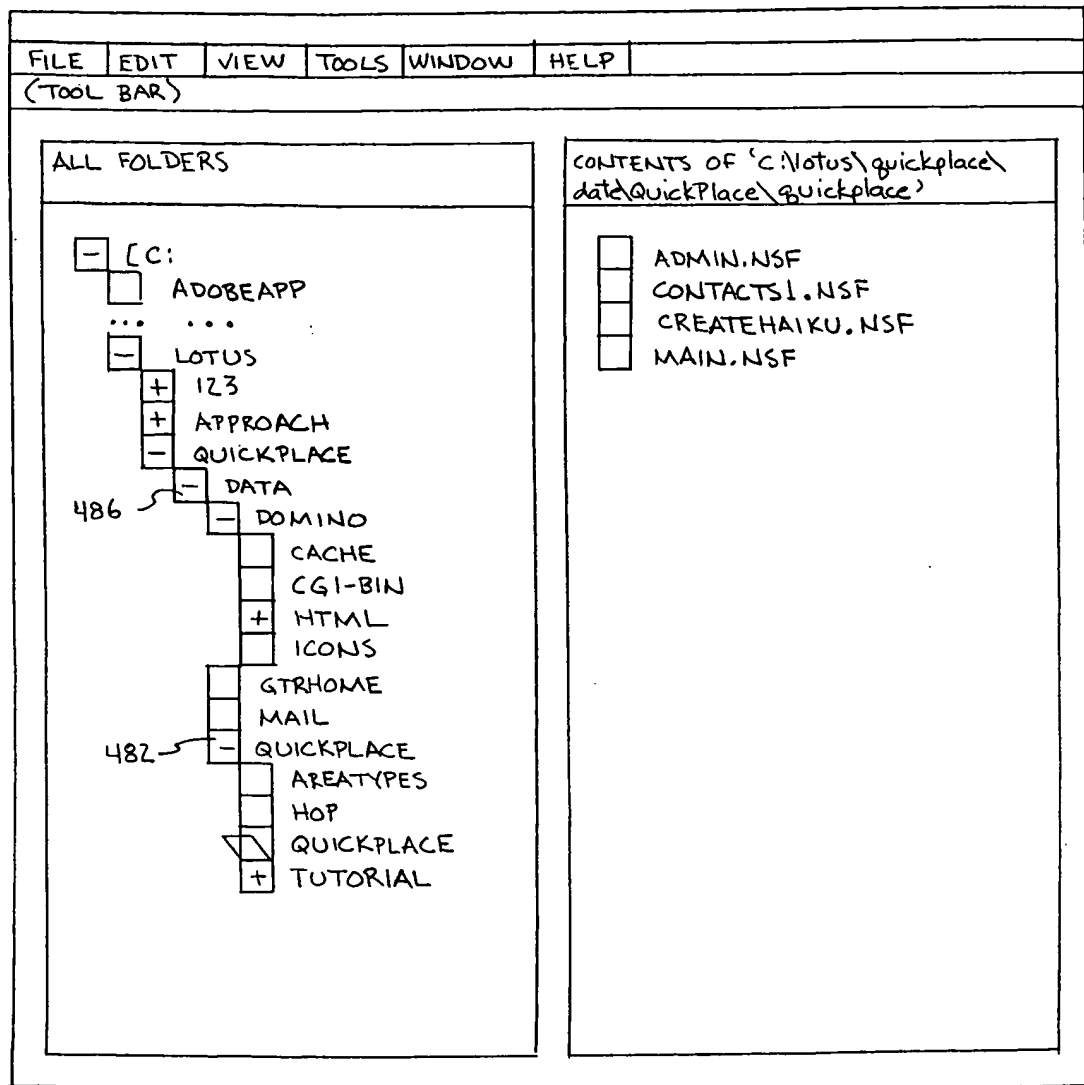 FILE EDIT VIEW TOOLS WINDOW HELP
(TOOL BAR)
ALL FOLDERS
[C:
ADOBEAPP
... ...
LOTUS
+ 123
+ APPROACH
- QUICKPLACE
- DATA
486
- DOMINO
CACHE
CGI-BIN
+ HTML
ICONS
GTRHOME
MAIL
482 - QUICKPLACE
AREATYPES
HOP
QUICKPLACE
+ TUTORIAL
CONTENTS OF 'C:\lotus\quickplace\
date\QuickPlace\quickplace'
ADMIN.NSF
CONTACTS1.NSF
CREATEHAIKU.NSF
MAIN.NSF